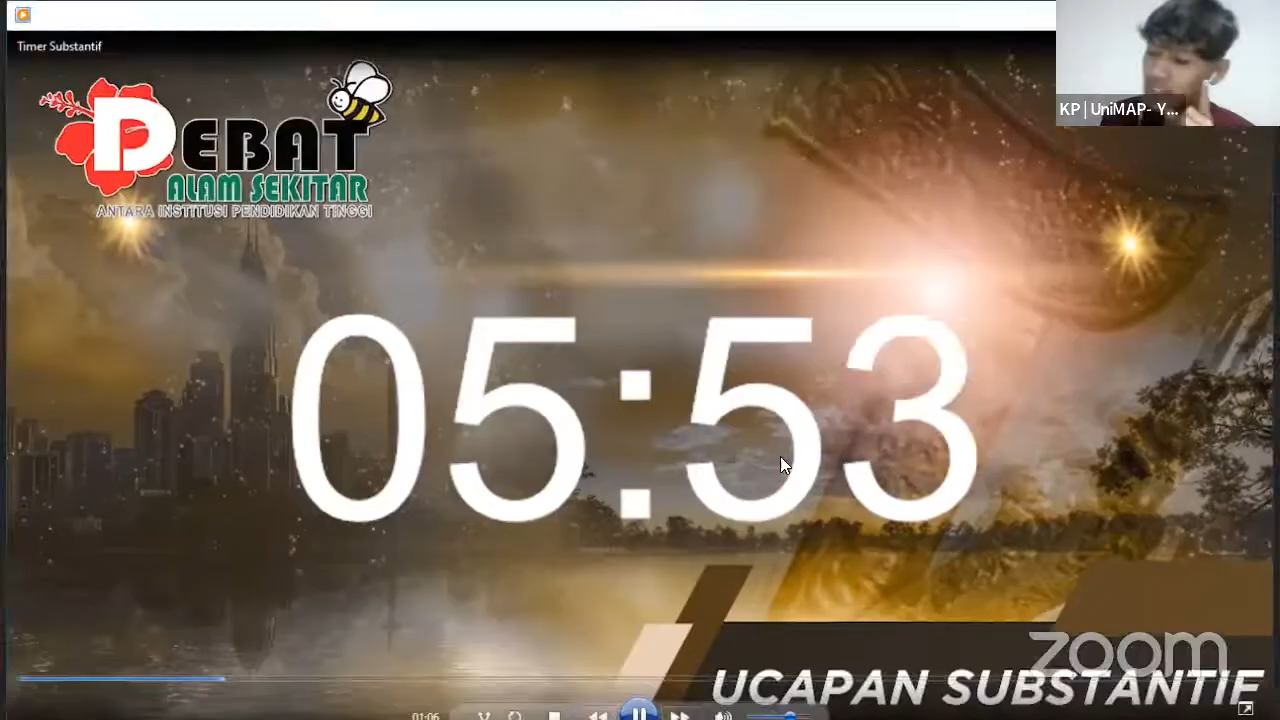 Timer Substantif
KP | UniMAP- Y...
DEBAT
ALAM SEKITAR
ANTARA INSTITUSI PENDIDIKAN TINGGI
05:53
zoom
UCAPAN SUBSTANTIF
01:06